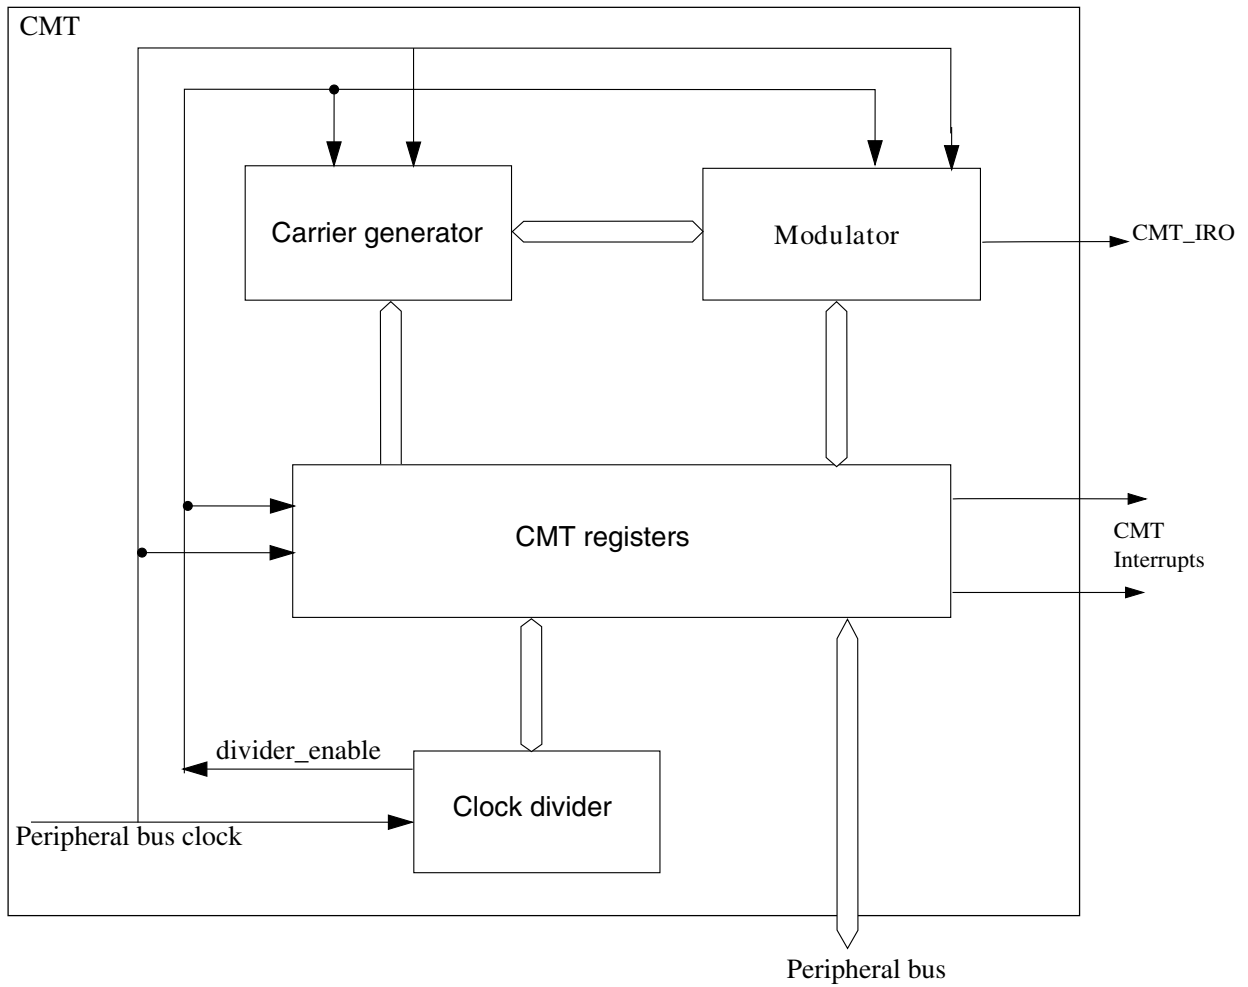 CMT
Carrier generator
Modulator
CMT_IRO
CMT registers
CMT
Interrupts
divider_enable
Clock divider
Peripheral bus clock
Peripheral bus